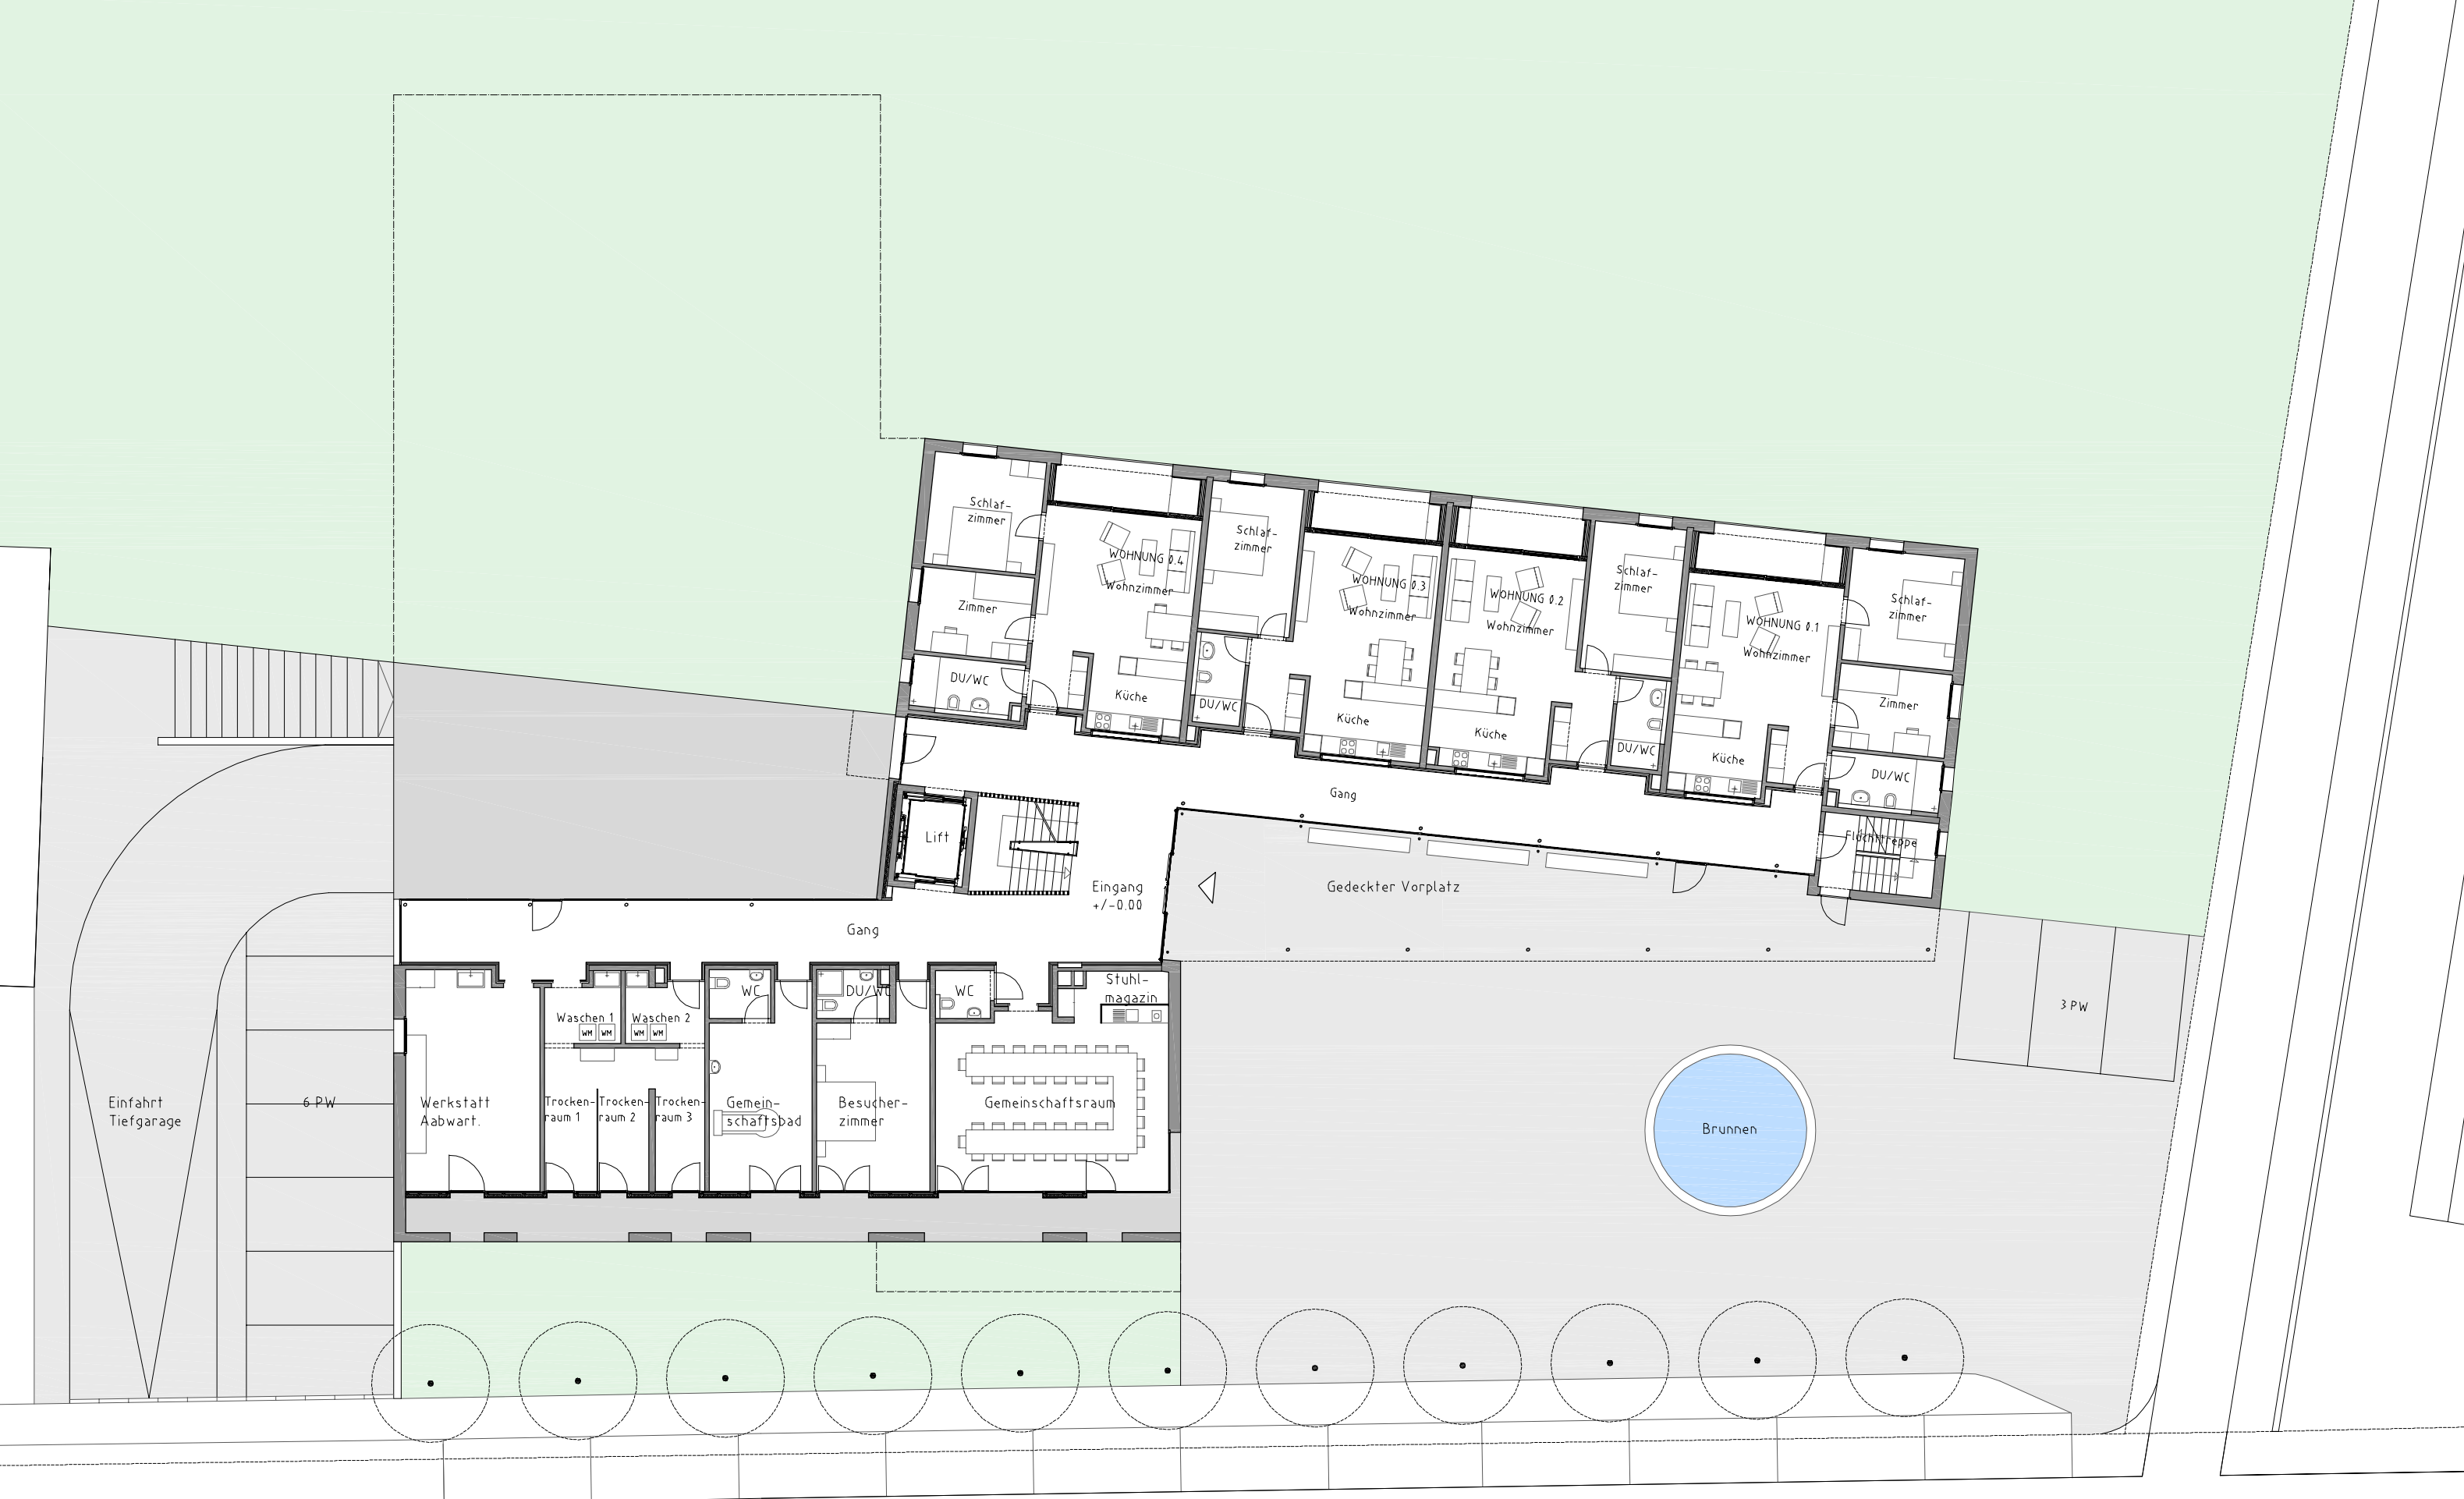 Schlaf-
zimmer
Zimmer
DU/WC
WOHNUNG 0.4
Wohnzimmer
Küche
Schlaf-
zimmer
DU/WC
WOHNUNG 0.3
Wohnzimmer
Küche
WOHNUNG 0.2
Wohnzimmer
Küche
Schlaf-
zimmer
DU/WC
WOHNUNG 0.1
Wohnzimmer
Küche
Schlaf-
zimmer
Zimmer
DU/WC
Fluchttreppe
Gang
Lift
Eingang
+/-0.00
Gedeckter Vorplatz
Gang
WC
DU/WC
WC
Stuhl-
magazin
Waschen 1
Waschen 2
WM
WM
WM
WM
Werkstatt
Aabwart.
Trocken-
raum 1
Trocken-
raum 2
Trocken-
raum 3
Gemein-
schaftsbad
Besucher-
zimmer
Gemeinschaftsraum
Einfahrt
Tiefgarage
6 PW
3 PW
Brunnen